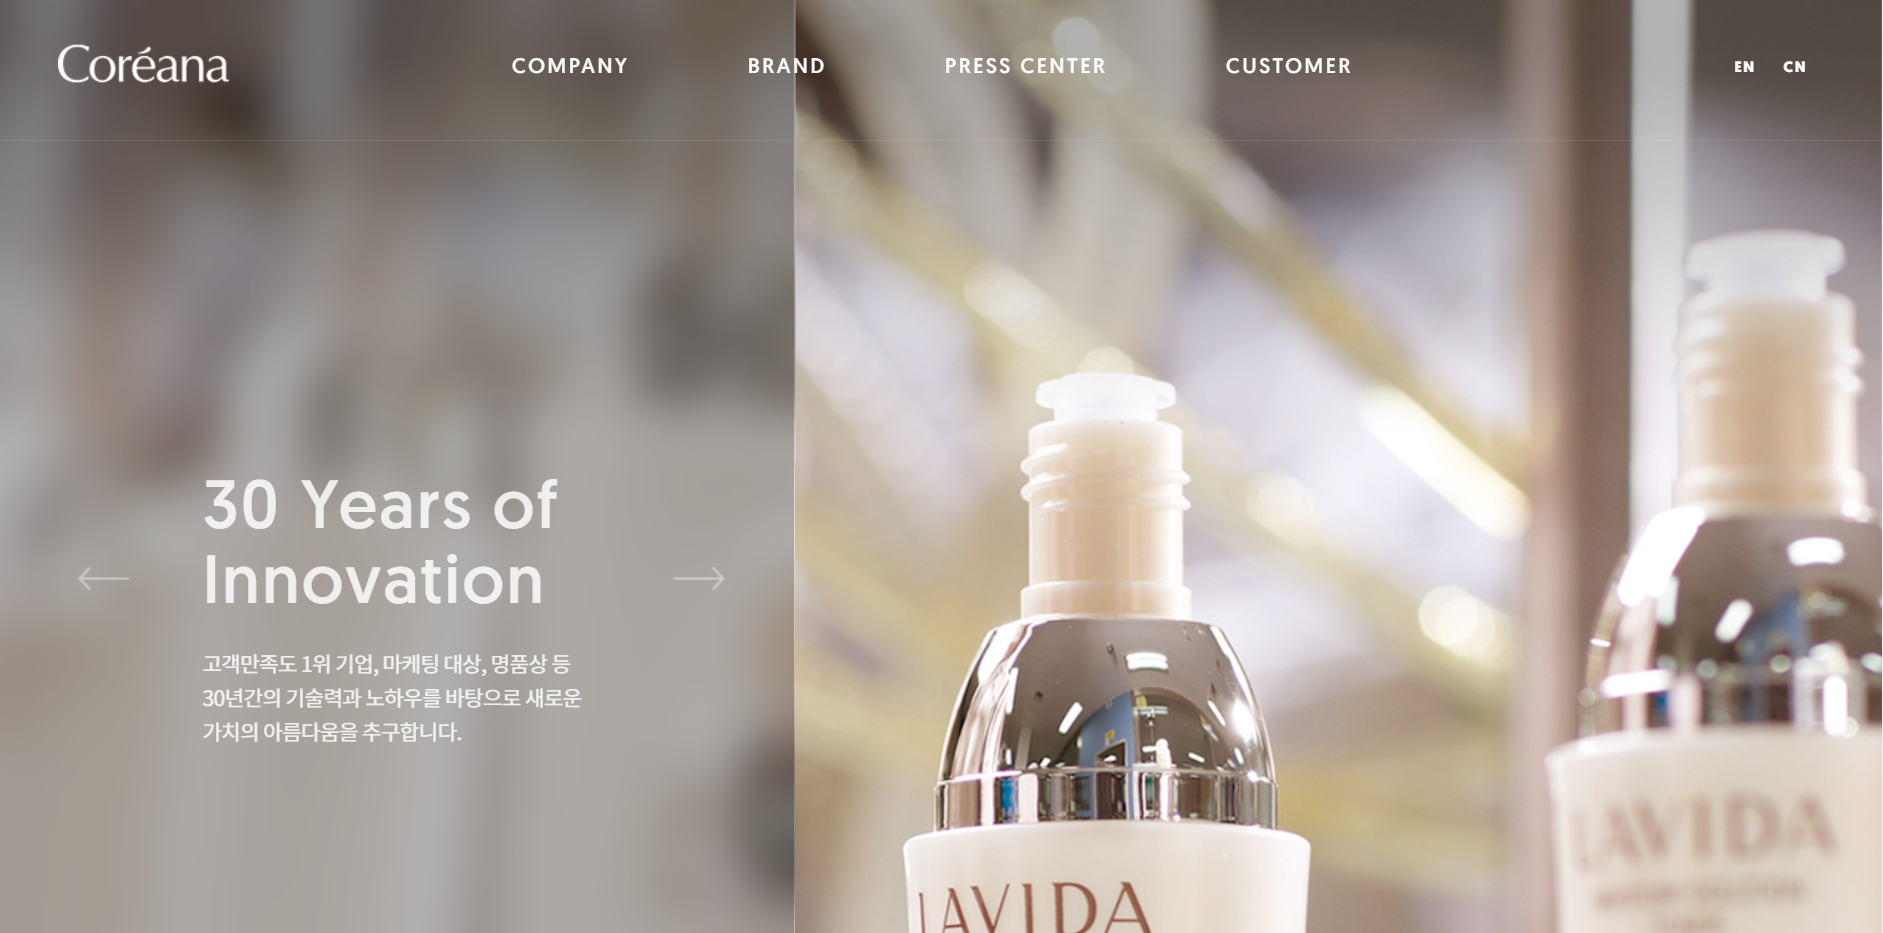 Coréana
COMPANY
BRAND
PRESS CENTER
CUSTOMER
EN
CN
30 Years of
Innovation
고객만족도 1위 기업, 마케팅 대상, 명품상 등
30년간의 기술력과 노하우를 바탕으로 새로운
가치의 아름다움을 추구합니다.
LAVIDA
LAVIDA